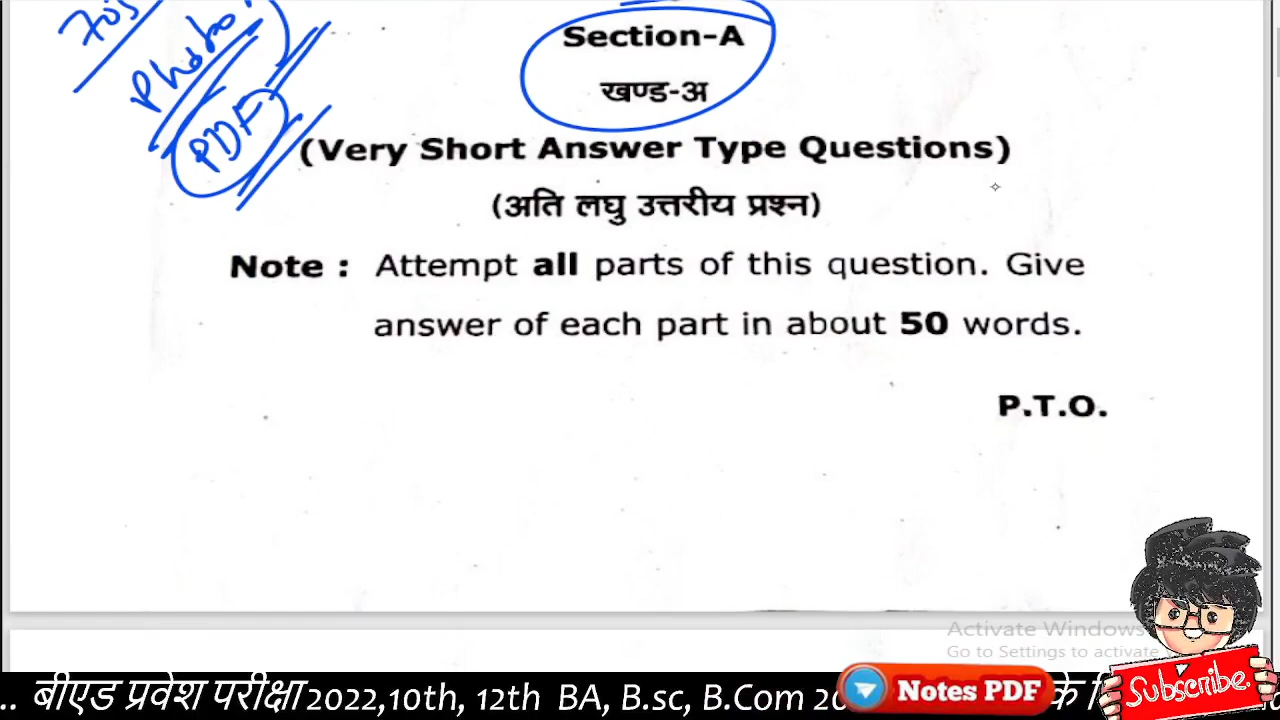 Photo
PDF
Section-A
खण्ड-अ
(Very Short Answer Type Questions)
(अति लघु उत्तरीय प्रश्न)
Note : Attempt all parts of this question. Give
answer of each part in about 50 words.
P.T.O.
Activate Windows
Go to Settings to activate
.. बीएड प्रवेश परीक्षा 2022,10th, 12th BA, B.sc, B.Com 20
Notes PDF
के
Subscribe.